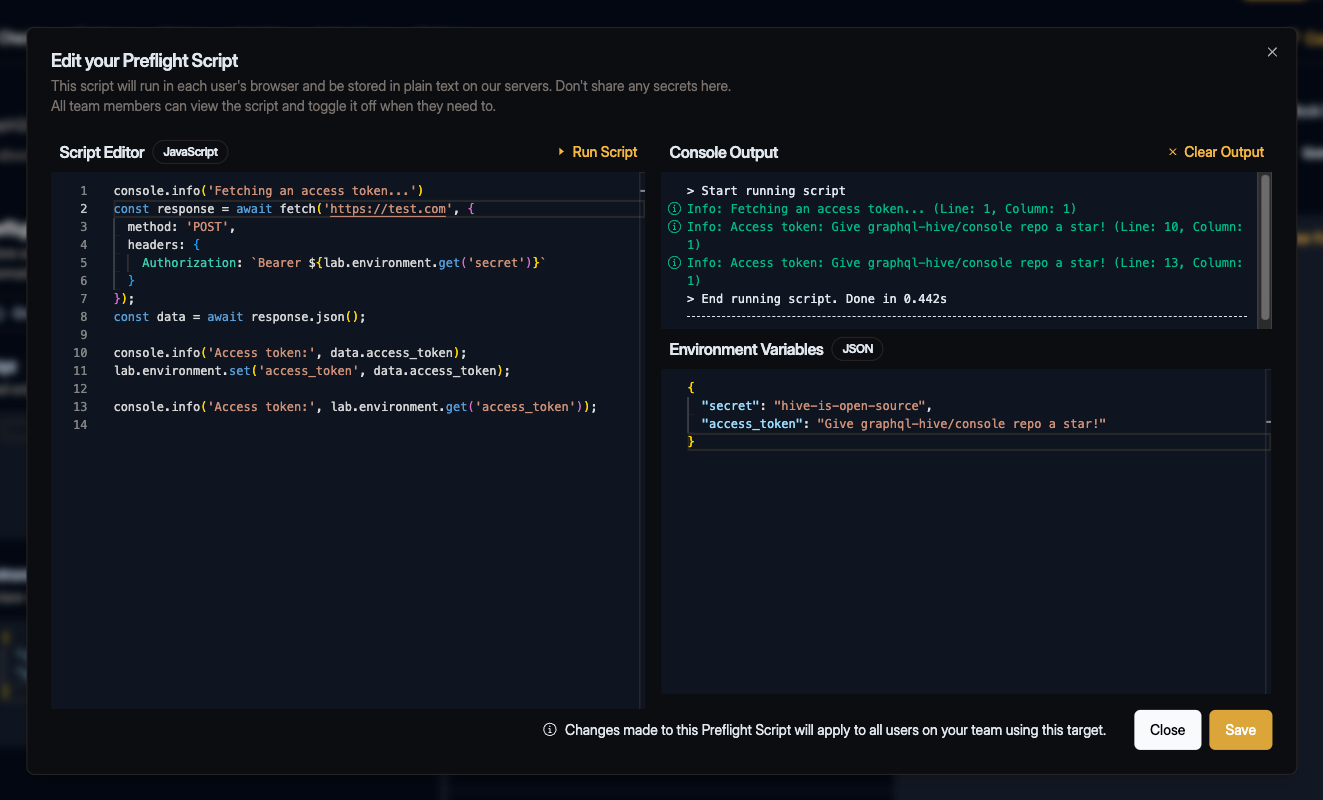 Edit your Preflight Script
This script will run in each user's browser and be stored in plain text on our servers. Don't share any secrets here.
All team members can view the script and toggle it off when they need to.
Script Editor JavaScript Run Script
1 console.info('Fetching an access token...')
2 const response = await fetch('https://test.com', {
3 method: 'POST',
4 headers: {
5 Authorization: `Bearer ${lab.environment.get('secret')}`
6 }
7 });
8 const data = await response.json();
9
10 console.info('Access token:', data.access_token);
11 lab.environment.set('access_token', data.access_token);
12
13 console.info('Access token:', lab.environment.get('access_token'));
14
Console Output Clear Output
> Start running script
Info: Fetching an access token... (Line: 1, Column: 1)
Info: Access token: Give graphql-hive/console repo a star! (Line: 10, Column:
1)
Info: Access token: Give graphql-hive/console repo a star! (Line: 13, Column:
1)
> End running script. Done in 0.442s
Environment Variables JSON
{
"secret": "hive-is-open-source",
"access_token": "Give graphql-hive/console repo a star!"
}
Changes made to this Preflight Script will apply to all users on your team using this target.
Close
Save